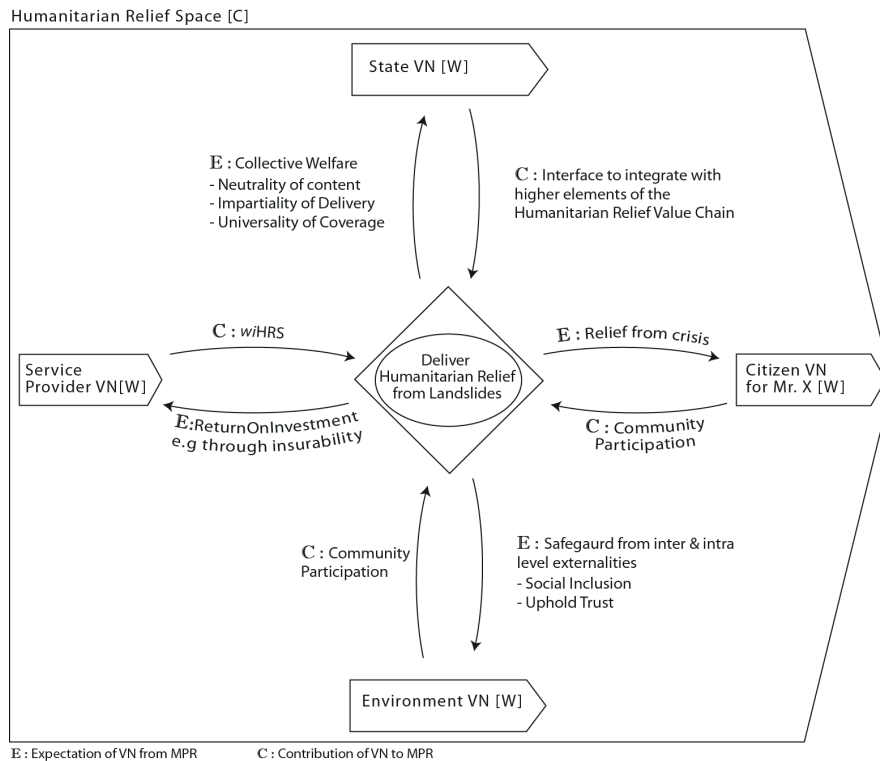 Humanitarian Relief Space [C]
State VN [W]
E : Collective Welfare
- Neutrality of content
- Impartiality of Delivery
- Universality of Coverage
C : Interface to integrate with
higher elements of the
Humanitarian Relief Value Chain
C : wiHRS
E : Relief from crisis
Service
Provider VN[W]
Deliver
Humanitarian Relief
from Landslides
Citizen VN
for Mr. X [W]
E:ReturnOnInvestment
e.g through insurability
C : Community
Participation
C : Community
Participation
E : Safegaurd from inter & intra
level externalities
- Social Inclusion
- Uphold Trust
Environment VN [W]
E : Expectation of VN from MPR
C : Contribution of VN to MPR